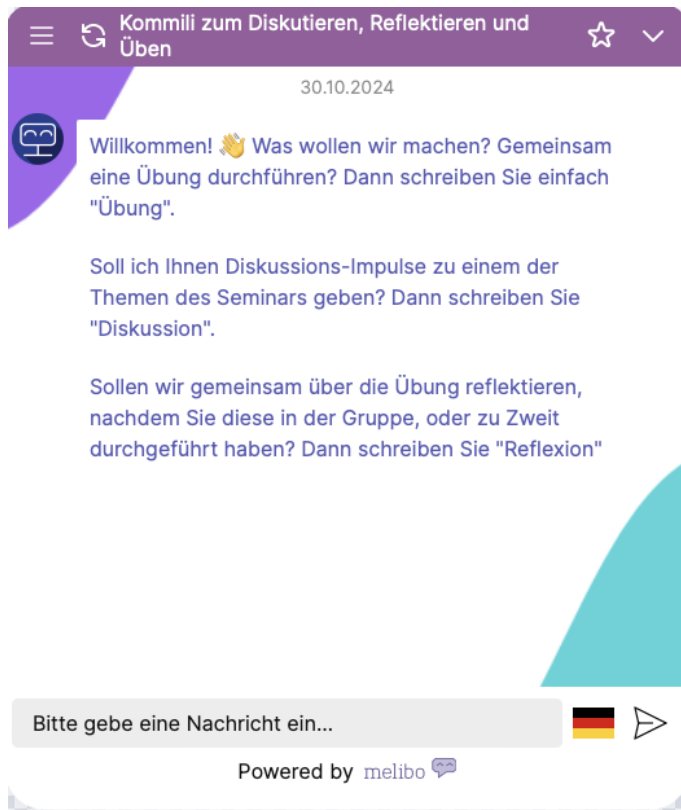 Kommili zum Diskutieren, Reflektieren und
Üben
30.10.2024
Willkommen! 👋 Was wollen wir machen? Gemeinsam
eine Übung durchführen? Dann schreiben Sie einfach
"Übung".
Soll ich Ihnen Diskussions-Impulse zu einem der
Themen des Seminars geben? Dann schreiben Sie
"Diskussion".
Sollen wir gemeinsam über die Übung reflektieren,
nachdem Sie diese in der Gruppe, oder zu Zweit
durchgeführt haben? Dann schreiben Sie "Reflexion"
Bitte gebe eine Nachricht ein...
Powered by melibo